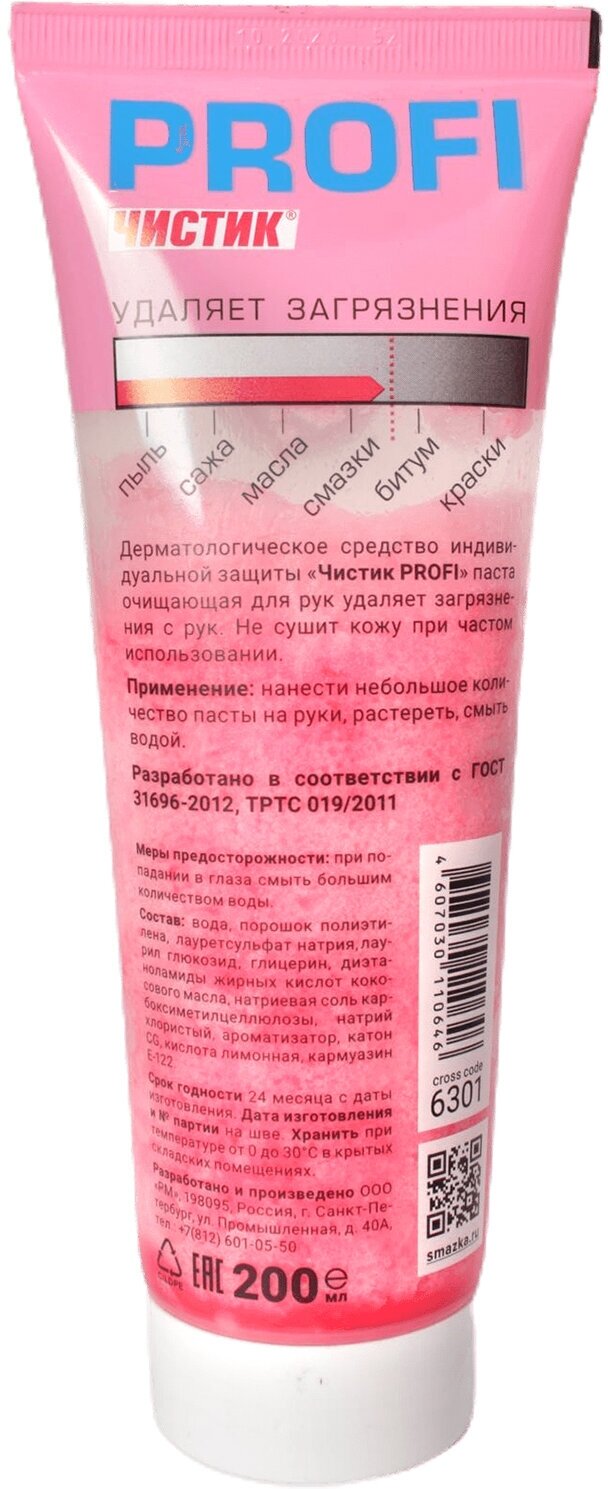 PROFI
ЧИСТИК®
УДАЛЯЕТ ЗАГРЯЗНЕНИЯ
пыль сажа масла смазки битум краски
Дерматологическое средство индиви-
дуальной защиты «Чистик PROFI» паста
очищающая для рук удаляет загрязне-
ния с рук. Не сушит кожу при частом
использовании.
Применение: нанести небольшое коли-
чество пасты на руки, растереть, смыть
водой.
Разработано в соответствии с ГОСТ
31696-2012, ТРТС 019/2011
Меры предосторожности: при по-
падании в глаза смыть большим
количеством воды.
Состав: вода, порошок полиэти-
лена, лауретсульфат натрия, лау-
рил глюкозид, глицерин, диэта-
ноламиды жирных кислот коко-
сового масла, натриевая соль кар-
боксиметилцеллюлозы, натрий
хлористый, ароматизатор, катон
CG, кислота лимонная, кармуазин
Е-122.
Срок годности 24 месяца с даты
изготовления. Дата изготовления
и № партии на шве. Хранить при
температуре от 0 до 30°С в крытых
складских помещениях.
Разработано и произведено ООО
«РМ», 198095, Россия, г. Санкт-Пе-
тербург, ул. Промышленная, д. 40А,
тел.: +7(812) 601-05-50
C/LDPE
EAC 200 мл e
4 607030 110646
cross code
6301
smazka.ru